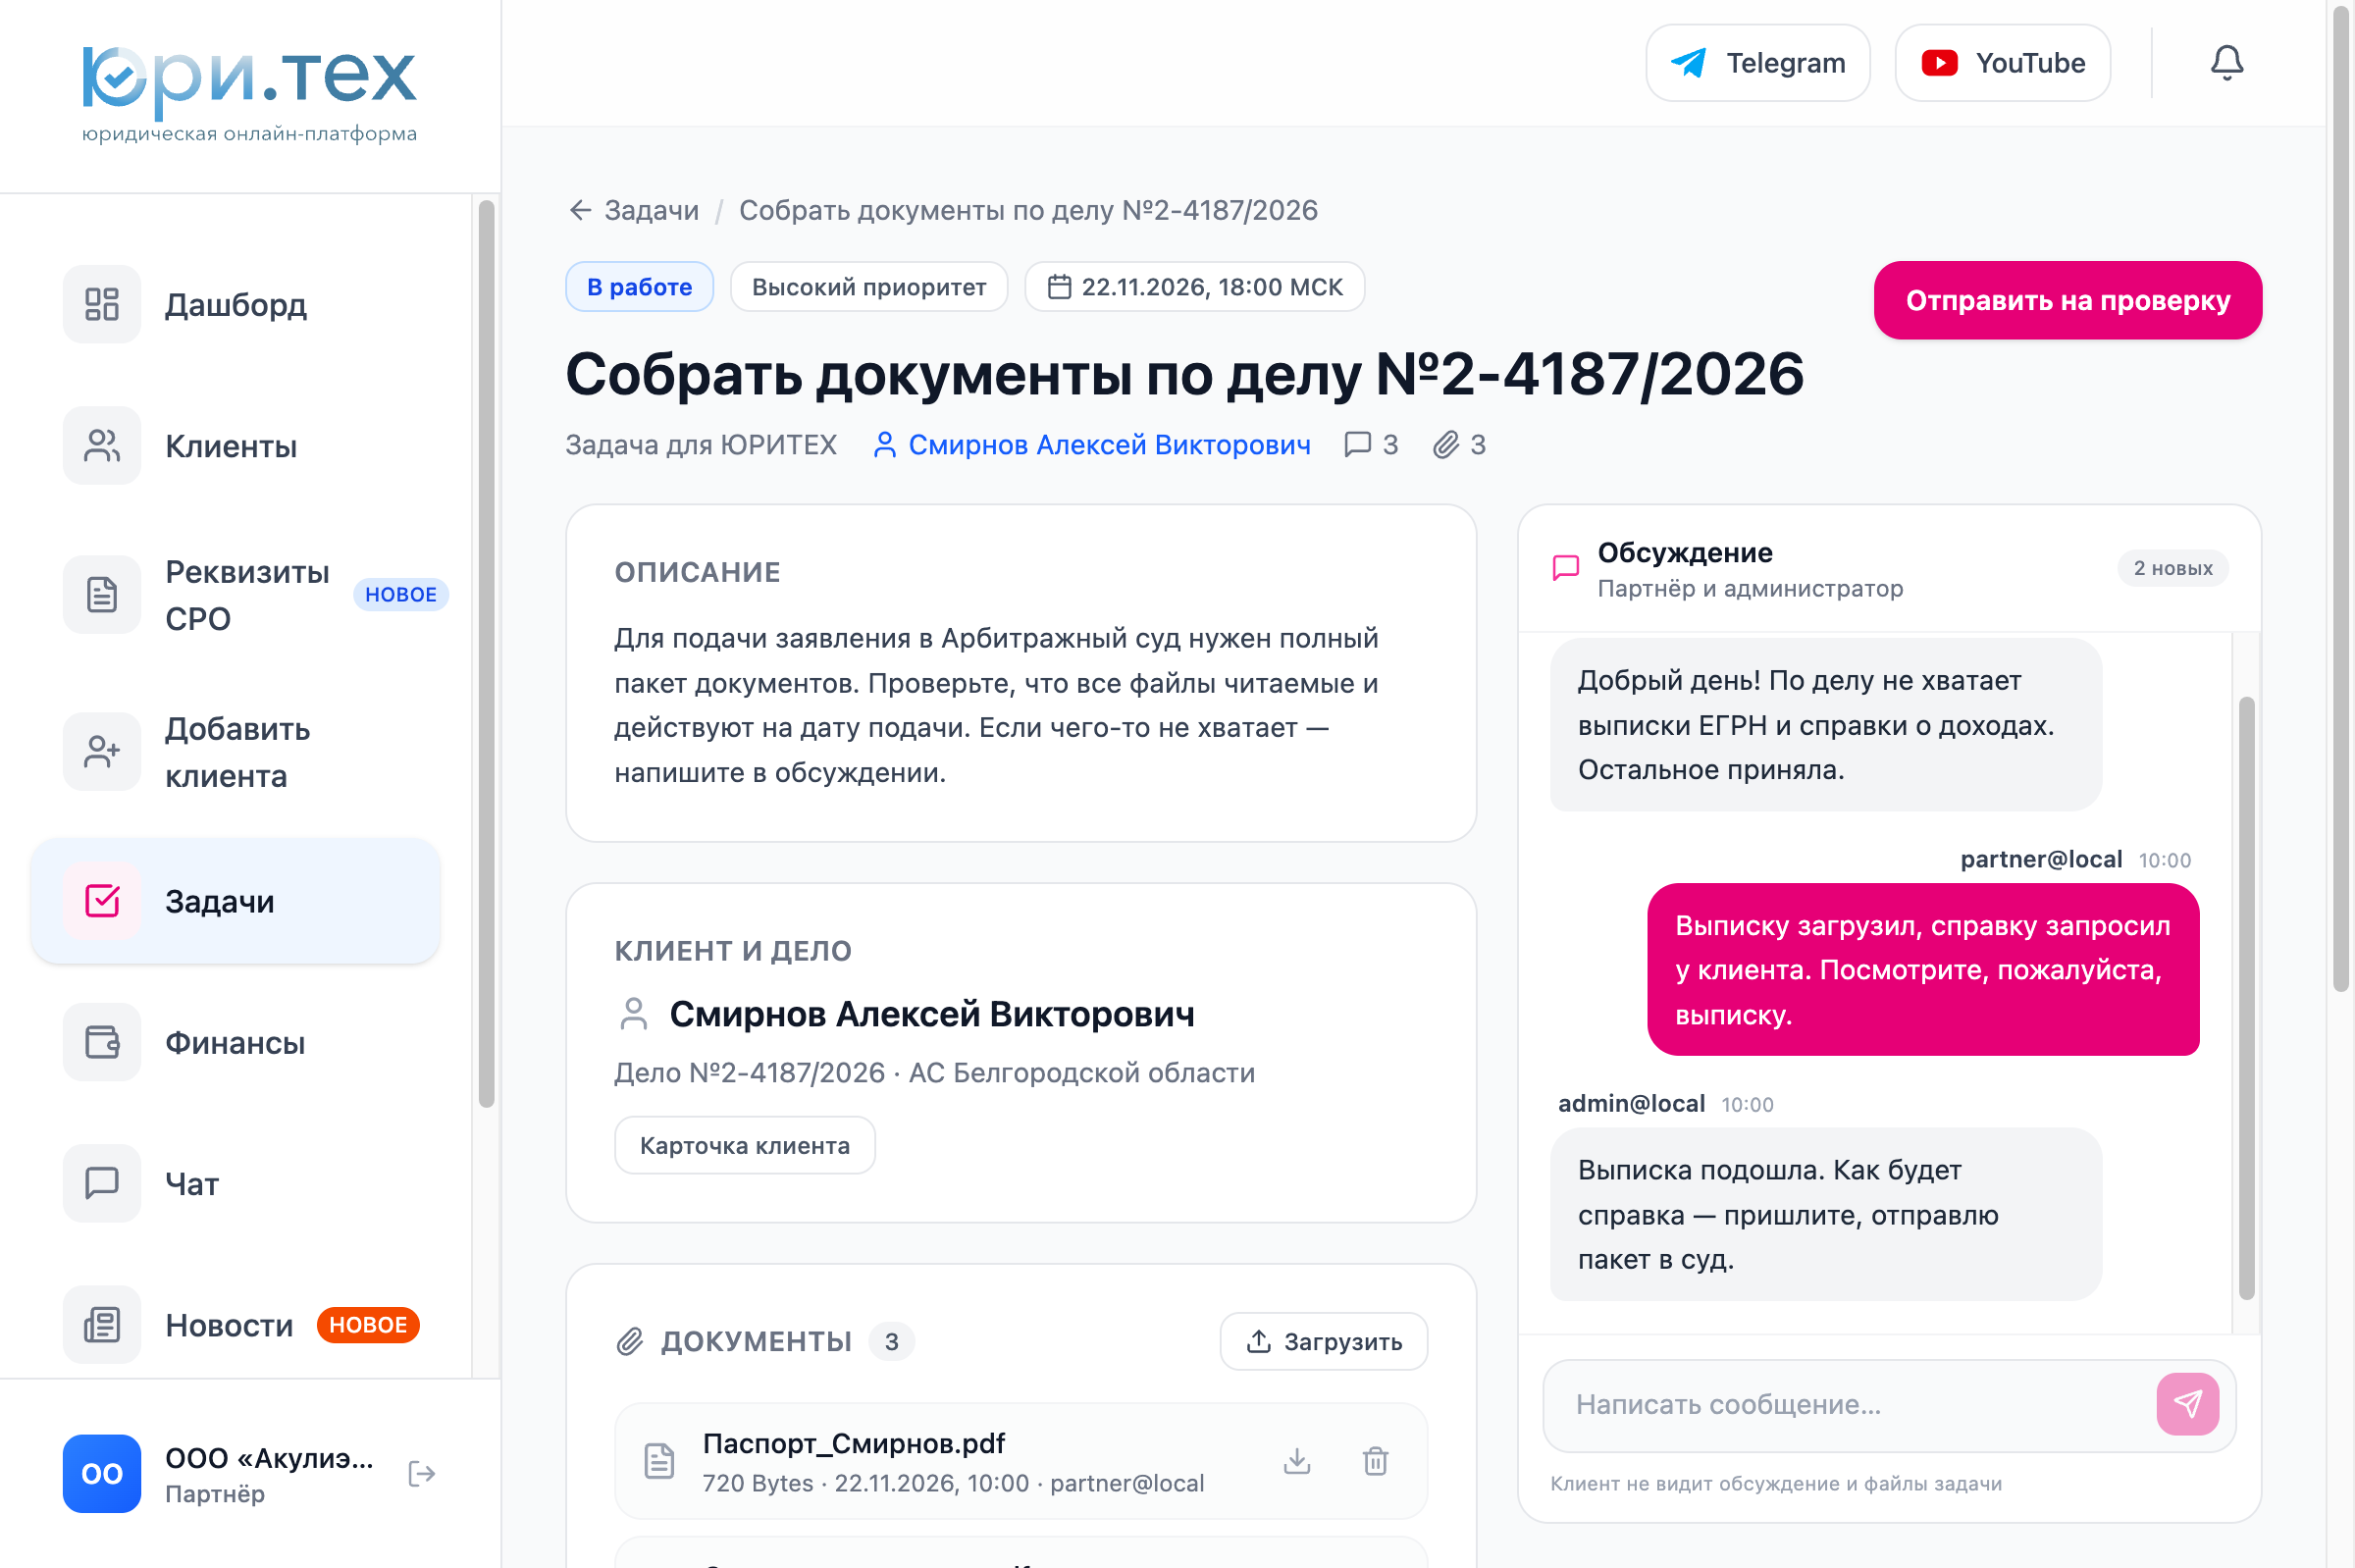 Юри.тех
юридическая онлайн-платформа
Дашборд
Клиенты
Реквизиты
СРО
НОВОЕ
Добавить
клиента
Задачи
Финансы
Чат
Новости
НОВОЕ
ОО
ООО «Акулиэ...
Партнёр
Telegram
YouTube
← Задачи / Собрать документы по делу №2-4187/2026
В работе
Высокий приоритет
22.11.2026, 18:00 МСК
Отправить на проверку
Собрать документы по делу №2-4187/2026
Задача для ЮРИТЕХ
Смирнов Алексей Викторович
3
3
ОПИСАНИЕ
Для подачи заявления в Арбитражный суд нужен полный
пакет документов. Проверьте, что все файлы читаемые и
действуют на дату подачи. Если чего-то не хватает —
напишите в обсуждении.
КЛИЕНТ И ДЕЛО
Смирнов Алексей Викторович
Дело №2-4187/2026 · АС Белгородской области
Карточка клиента
ДОКУМЕНТЫ 3
Загрузить
Паспорт_Смирнов.pdf
720 Bytes · 22.11.2026, 10:00 · partner@local
Обсуждение
Партнёр и администратор
2 новых
Добрый день! По делу не хватает
выписки ЕГРН и справки о доходах.
Остальное приняла.
partner@local 10:00
Выписку загрузил, справку запросил
у клиента. Посмотрите, пожалуйста,
выписку.
admin@local 10:00
Выписка подошла. Как будет
справка — пришлите, отправлю
пакет в суд.
Написать сообщение...
Клиент не видит обсуждение и файлы задачи